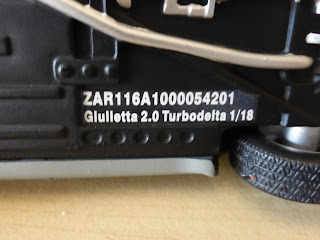 ZAR116A1000054201
Giulietta 2.0 Turbodelta 1/18